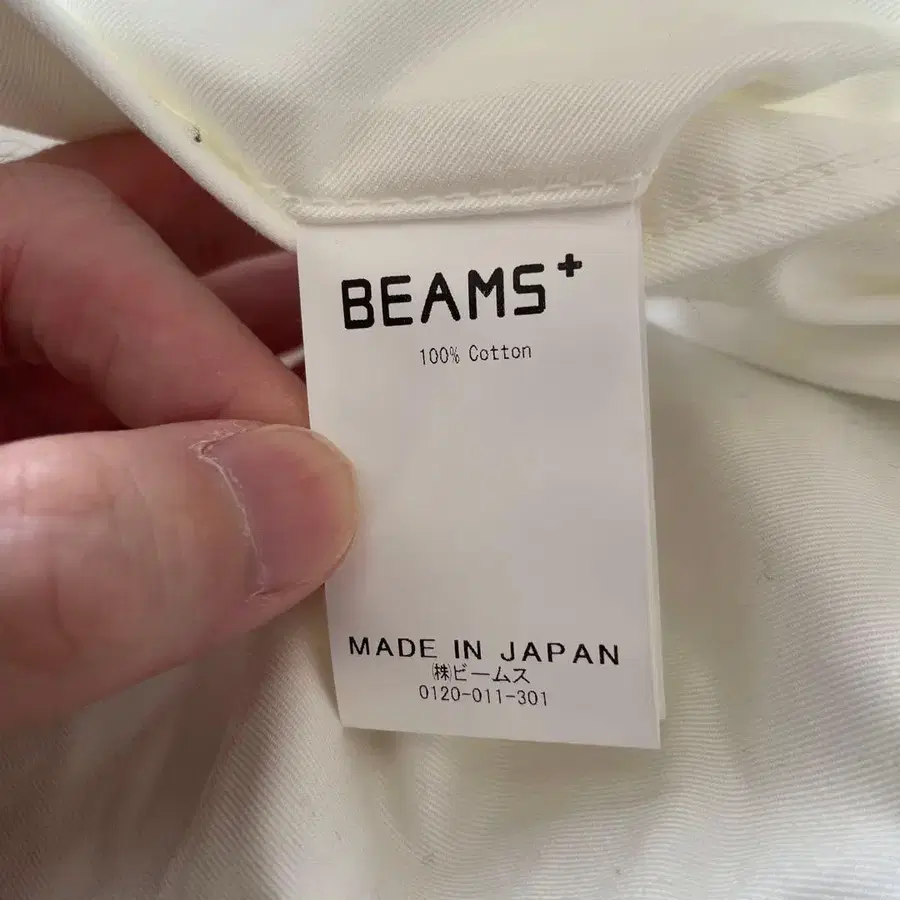 BEAMS+
100% Cotton
MADE IN JAPAN
㈱ビームス
0120-011-301